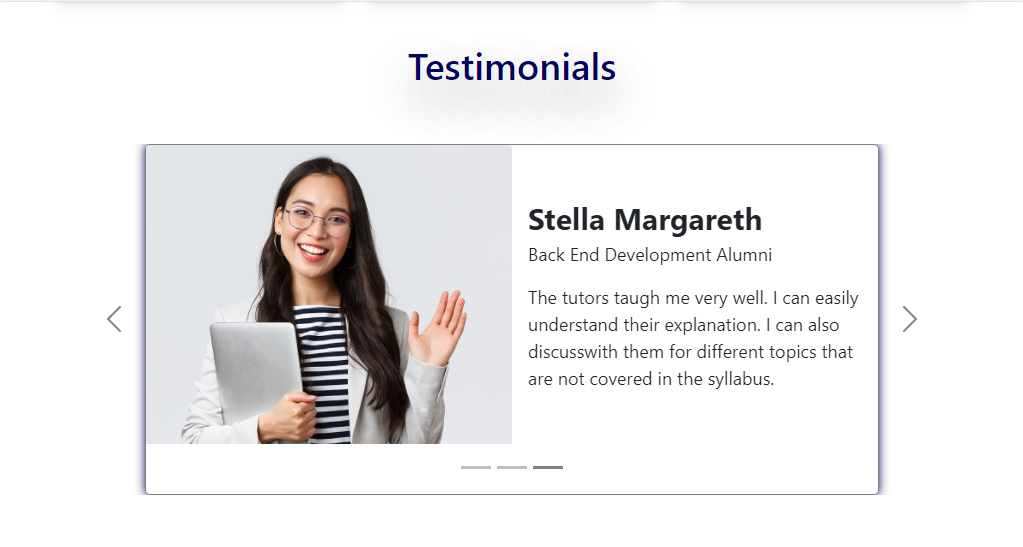 Testimonials
Stella Margareth
Back End Development Alumni
The tutors taugh me very well. I can easily
understand their explanation. I can also
discusswith them for different topics that
are not covered in the syllabus.